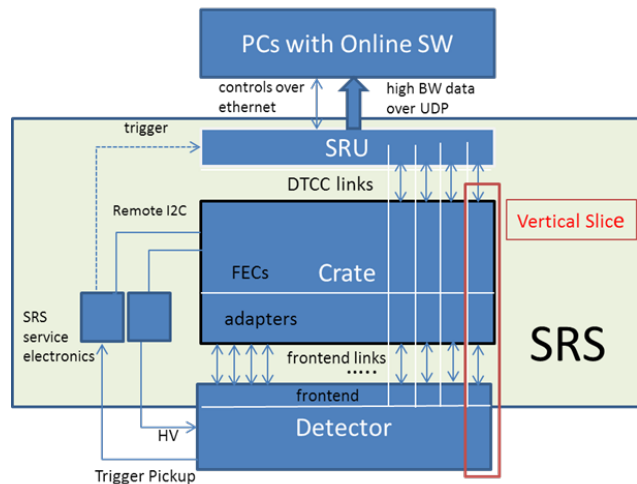 PCs with Online SW
controls over
ethernet
high BW data
over UDP
trigger
SRU
DTCC links
Remote I2C
Vertical Slice
FECs
Crate
adapters
SRS
service
electronics
SRS
frontend links
.....
frontend
HV
Detector
Trigger Pickup